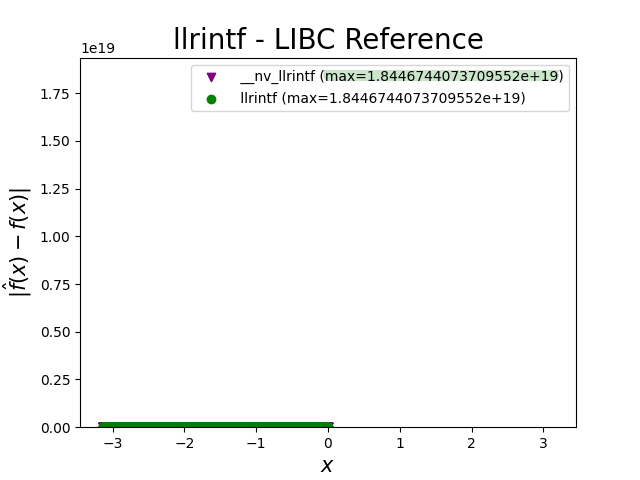 llrintf - LIBC Reference
1e19
__nv_llrintf (max=1.8446744073709552e+19)
llrintf (max=1.8446744073709552e+19)
1.75
1.50
1.25
1.00
0.75
0.50
0.25
0.00
|f̂(x) − f(x)|
−3
−2
−1
0
1
2
3
x